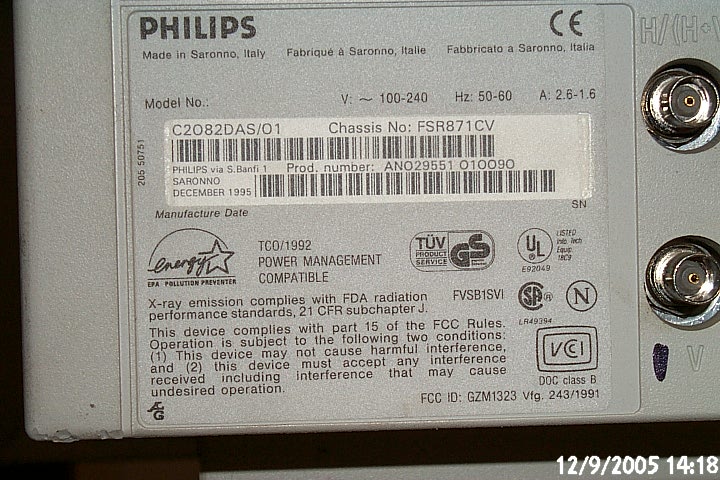 PHILIPS
CE
H/(H+V
Made in Saronno, Italy Fabriqué à Saronno, Italie Fabbricato a Saronno, Italia
Model No.: V: ~ 100-240 Hz: 50-60 A: 2.6-1.6
C2082DAS/01 Chassis No: FSR871CV
205 50751
PHILIPS via S.Banfi 1 Prod. number: AN029551 010090
SARONNO
DECEMBER 1995
SN
Manufacture Date
energy
EPA POLLUTION PREVENTER
TCO/1992
POWER MANAGEMENT
COMPATIBLE
TÜV
PRODUCT
SERVICE
GS
UL
LISTED
Info Tech
Equip.
18C9
E92049
X-ray emission complies with FDA radiation
performance standards, 21 CFR subchapter J.
FVSB1SVi
SA
N
LR49394
This device complies with part 15 of the FCC Rules.
Operation is subject to the following two conditions:
(1) This device may not cause harmful interference,
and (2) this device must accept any interference
received including interference that may cause
undesired operation.
VCI
V
DOC class B
FCC ID: GZM1323 Vfg. 243/1991
12/9/2005 14:18